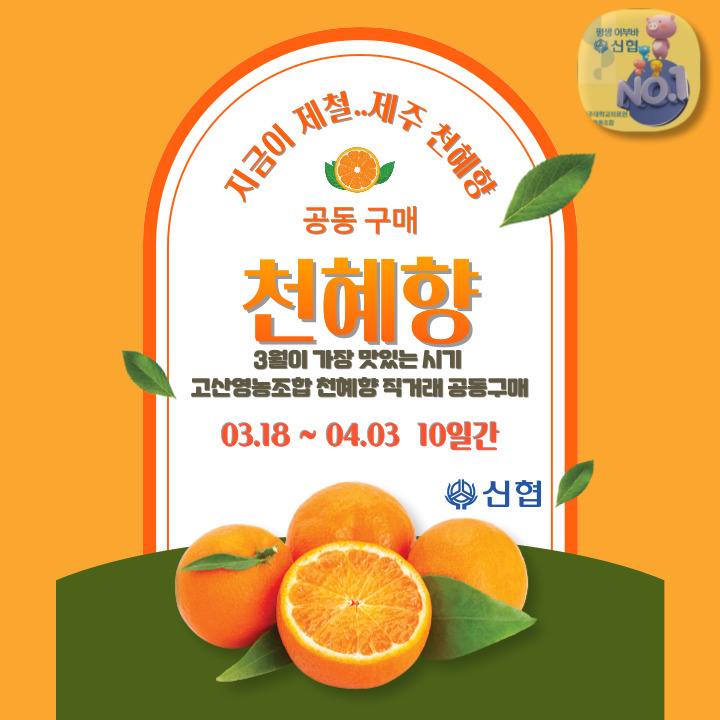 평생 어부바
신협
NO.1
지금이 제철..제주 천혜향
공동 구매
천혜향
3월이 가장 맛있는 시기
고산영농조합 천혜향 직거래 공동구매
03.18 ~ 04.03 10일간
신협